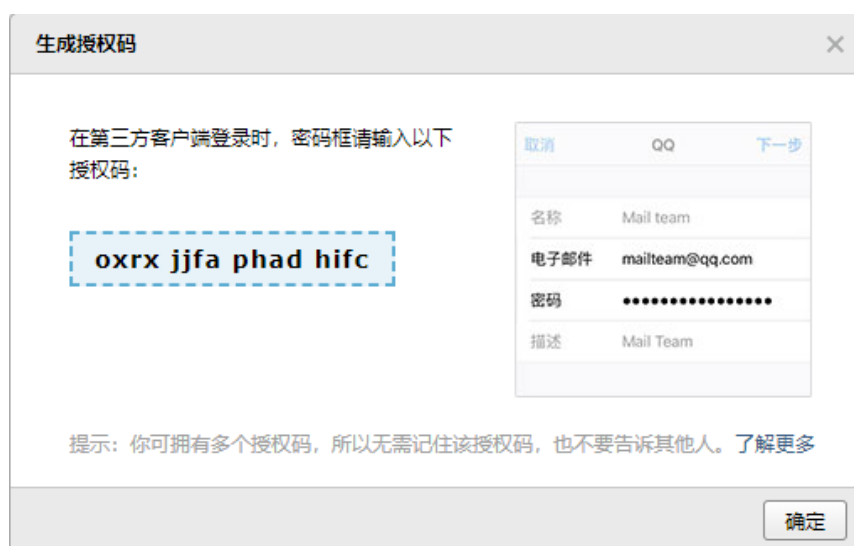 生成授权码
在第三方客户端登录时，密码框请输入以下
授权码：
oxrx jjfa phad hifc
取消 QQ 下一步
名称 Mail team
电子邮件 mailteam@qq.com
密码 ••••••••••••••••
描述 Mail Team
提示：你可拥有多个授权码，所以无需记住该授权码，也不要告诉其他人。了解更多
确定